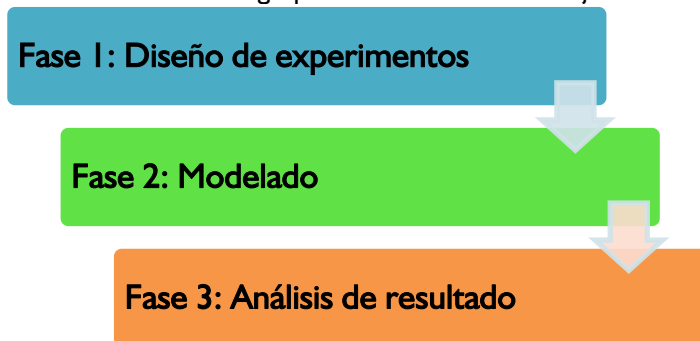 Fase 1: Diseño de experimentos
Fase 2: Modelado
Fase 3: Análisis de resultado